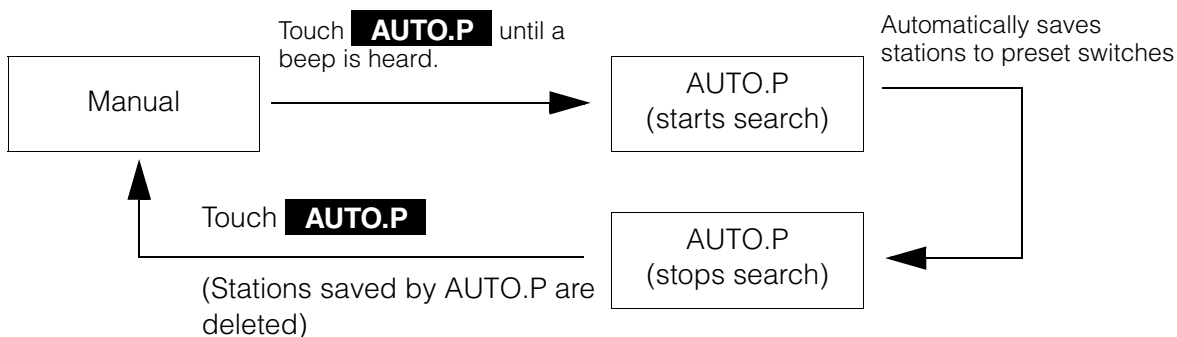 Touch AUTO.P until a
beep is heard.
Automatically saves
stations to preset switches
Manual
AUTO.P
(starts search)
Touch AUTO.P
(Stations saved by AUTO.P are
deleted)
AUTO.P
(stops search)